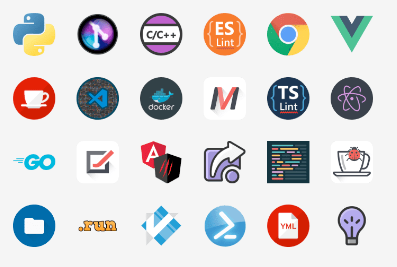 C/C++
ES
Lint
docker
M
TS
Lint
GO
A
.run
YML